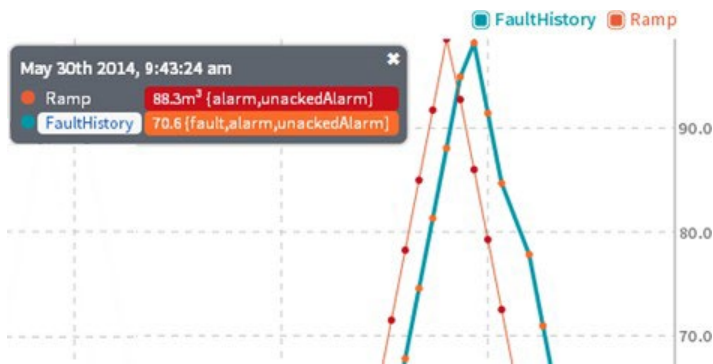 FaultHistory Ramp
May 30th 2014, 9:43:24 am ✖
Ramp 88.3m³ {alarm,unackedAlarm]
FaultHistory 70.6 {fault,alarm,unackedAlarm]
90.0
80.0
70.0